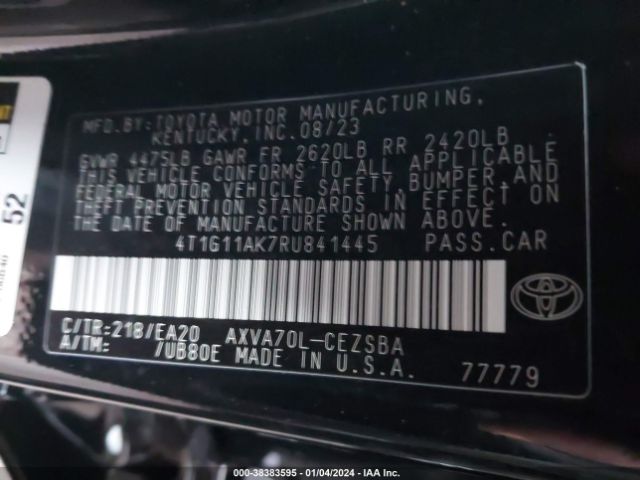 MFD.BY:TOYOTA MOTOR MANUFACTURING,
KENTUCKY,INC.08/23
GVWR 4475LB GAWR FR 2620LB RR 2420LB
THIS VEHICLE CONFORMS TO ALL APPLICABLE
FEDERAL MOTOR VEHICLE SAFETY,BUMPER,AND
THEFT PREVENTION STANDARDS IN EFFECT ON
THE DATE OF MANUFACTURE SHOWN ABOVE.
4T1G11AK7RU841445 PASS.CAR
C/TR:218/EA20 AXVA70L-CEZSBA
A/TM: /UB80E MADE IN U.S.A.
77779
TOYOTA
52
000-38383595 - 01/04/2024 - IAA Inc.